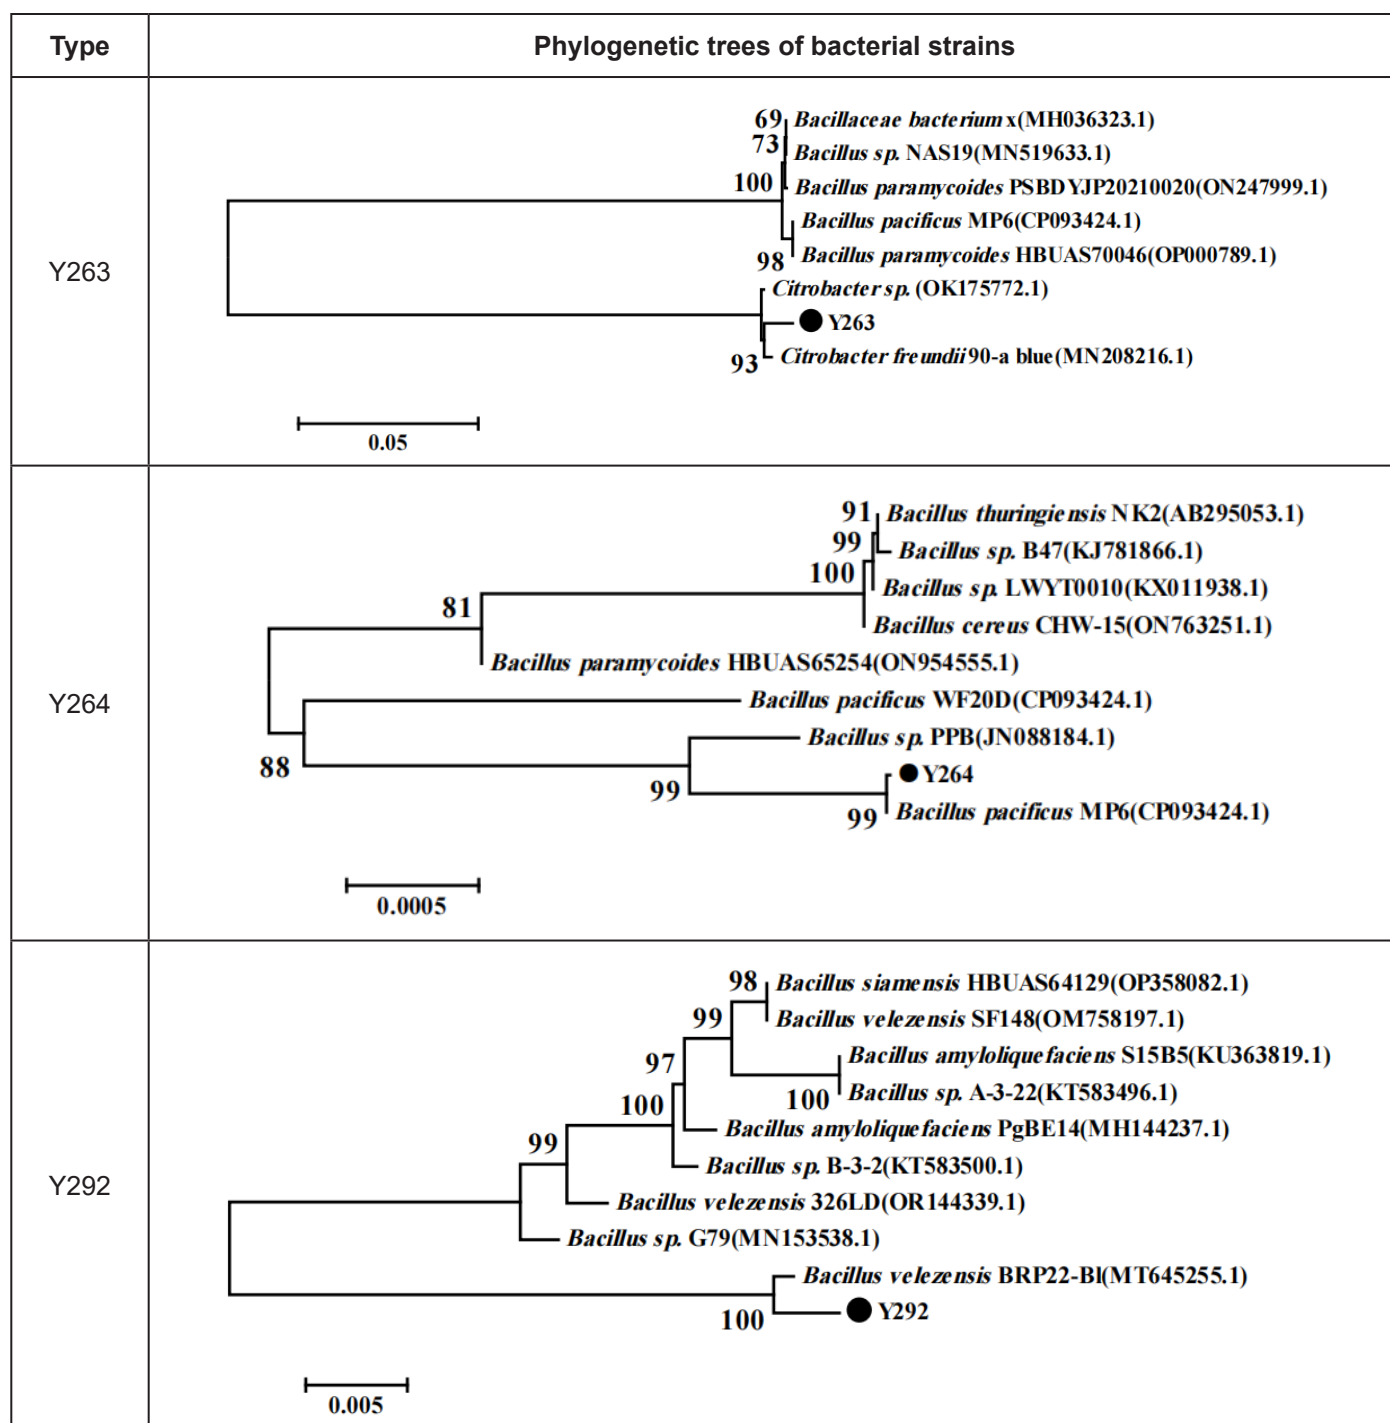 Type Phylogenetic trees of bacterial strains
Y263
69 Bacillaceae bacterium x(MH036323.1)
73 Bacillus sp. NAS19(MN519633.1)
100 Bacillus paramycoides PSBDYJP20210020(ON247999.1)
Bacillus pacificus MP6(CP093424.1)
98 Bacillus paramycoides HBUAS70046(OP000789.1)
Citrobacter sp. (OK175772.1)
Y263
93 Citrobacter freundii 90-a blue(MN208216.1)
0.05
Y264
91 Bacillus thuringiensis NK2(AB295053.1)
99 Bacillus sp. B47(KJ781866.1)
100 Bacillus sp. LWYT0010(KX011938.1)
81 Bacillus cereus CHW-15(ON763251.1)
Bacillus paramycoides HBUAS65254(ON954555.1)
Bacillus pacificus WF20D(CP093424.1)
Bacillus sp. PPB(JN088184.1)
88
99 Y264
99 Bacillus pacificus MP6(CP093424.1)
0.0005
Y292
98 Bacillus siamensis HBUAS64129(OP358082.1)
99 Bacillus velezensis SF148(OM758197.1)
97 Bacillus amyloliquefaciens S15B5(KU363819.1)
100 Bacillus sp. A-3-22(KT583496.1)
100 Bacillus amyloliquefaciens PgBE14(MH144237.1)
99 Bacillus sp. B-3-2(KT583500.1)
Bacillus velezensis 326LD(OR144339.1)
Bacillus sp. G79(MN153538.1)
Bacillus velezensis BRP22-Bl(MT645255.1)
100 Y292
0.005